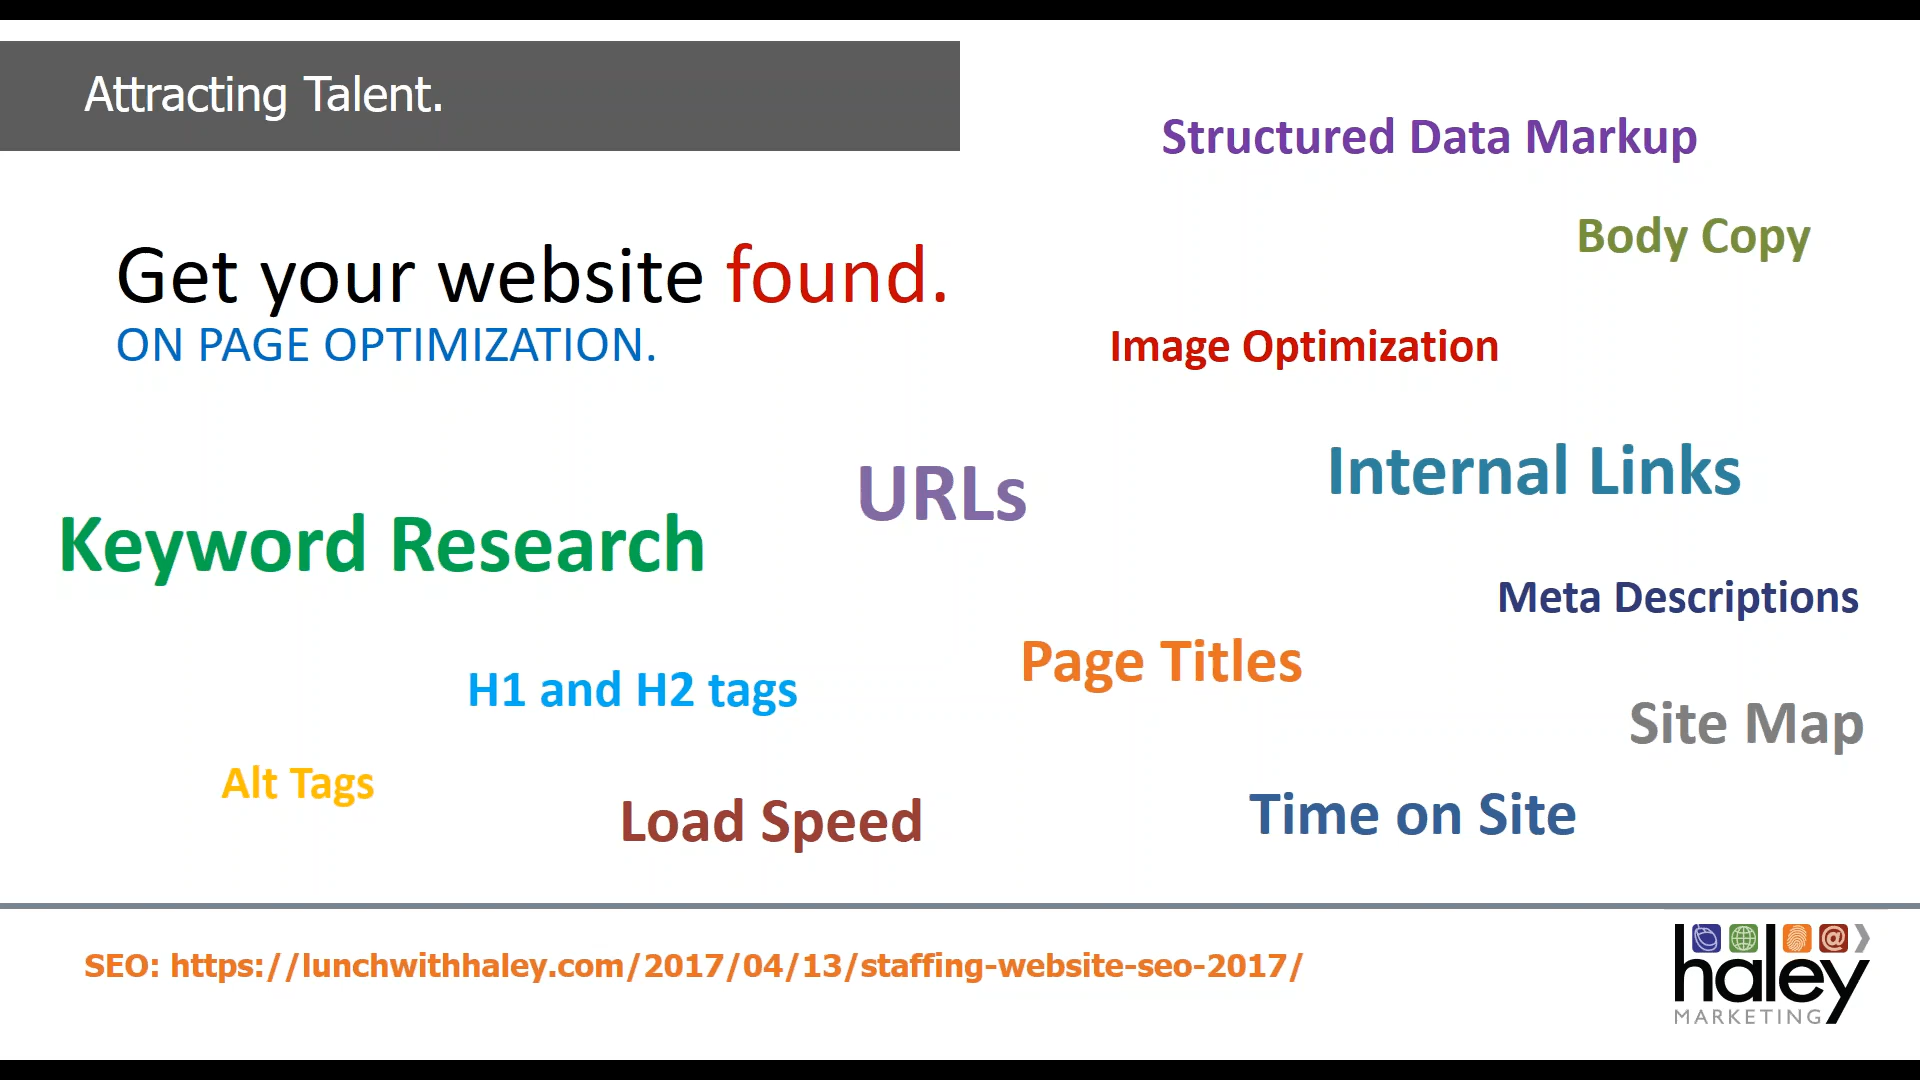 Attracting Talent.
Structured Data Markup
Body Copy
Get your website found.
ON PAGE OPTIMIZATION.
Image Optimization
Internal Links
URLs
Keyword Research
Meta Descriptions
Page Titles
H1 and H2 tags
Site Map
Alt Tags
Load Speed
Time on Site
SEO: https://lunchwithhaley.com/2017/04/13/staffing-website-seo-2017/
haley
MARKETING